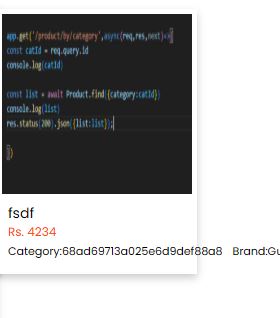 app.get('/product/by/category',async(req,res,next)=>{
const catId = req.query.id
console.log(catId)
const list = await Product.find({category:catId})
console.log(list)
res.status(200).json({list:list});
})
fsdf
Rs. 4234
Category:68ad69713a025e6d9def88a8 Brand:Gu